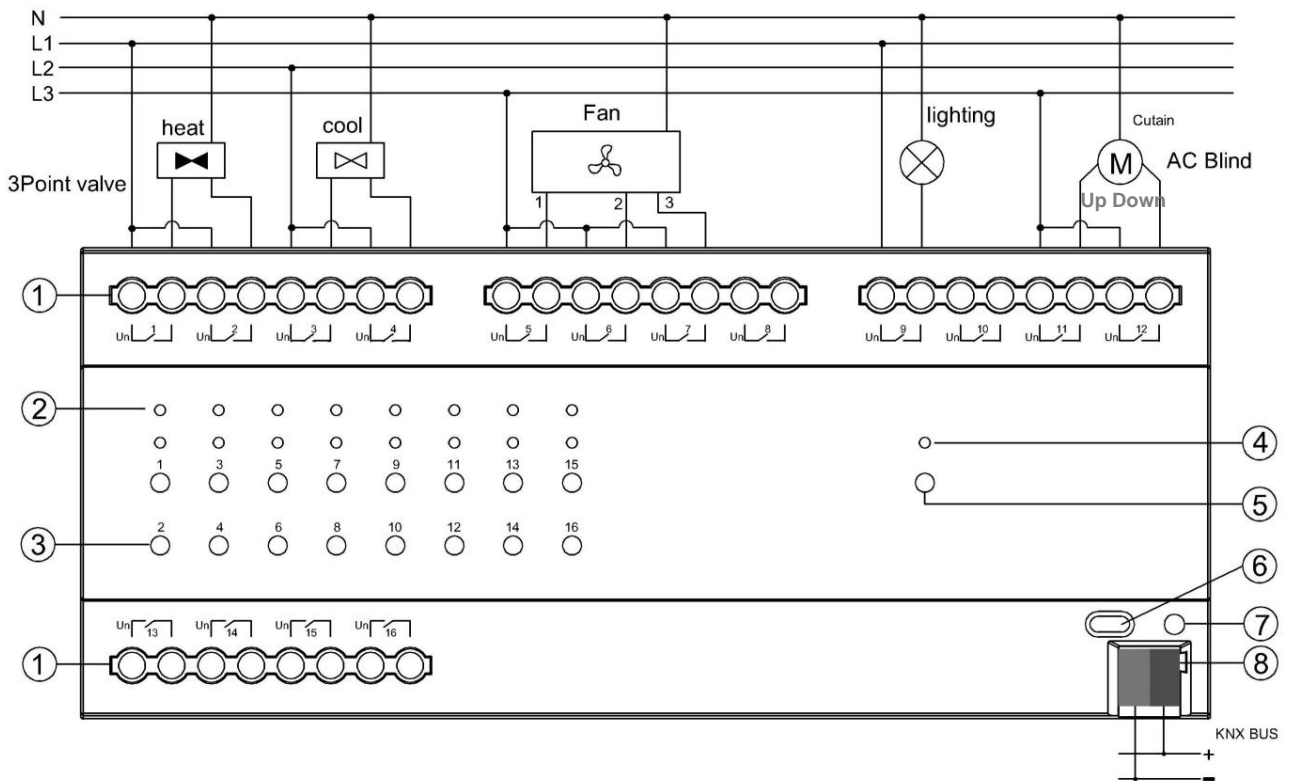 N
L1
L2
L3
heat
cool
Fan
lighting
Cutain
M
AC Blind
3Point valve
1 2 3
Up Down
1
Un 1 Un 2 Un 3 Un 4 Un 5 Un 6 Un 7 Un 8 Un 9 Un 10 Un 11 Un 12
2
4
1 3 5 7 9 11 13 15
5
2 4 6 8 10 12 14 16
3
6
Un 13 Un 14 Un 15 Un 16
7
1
8
KNX BUS
+
-